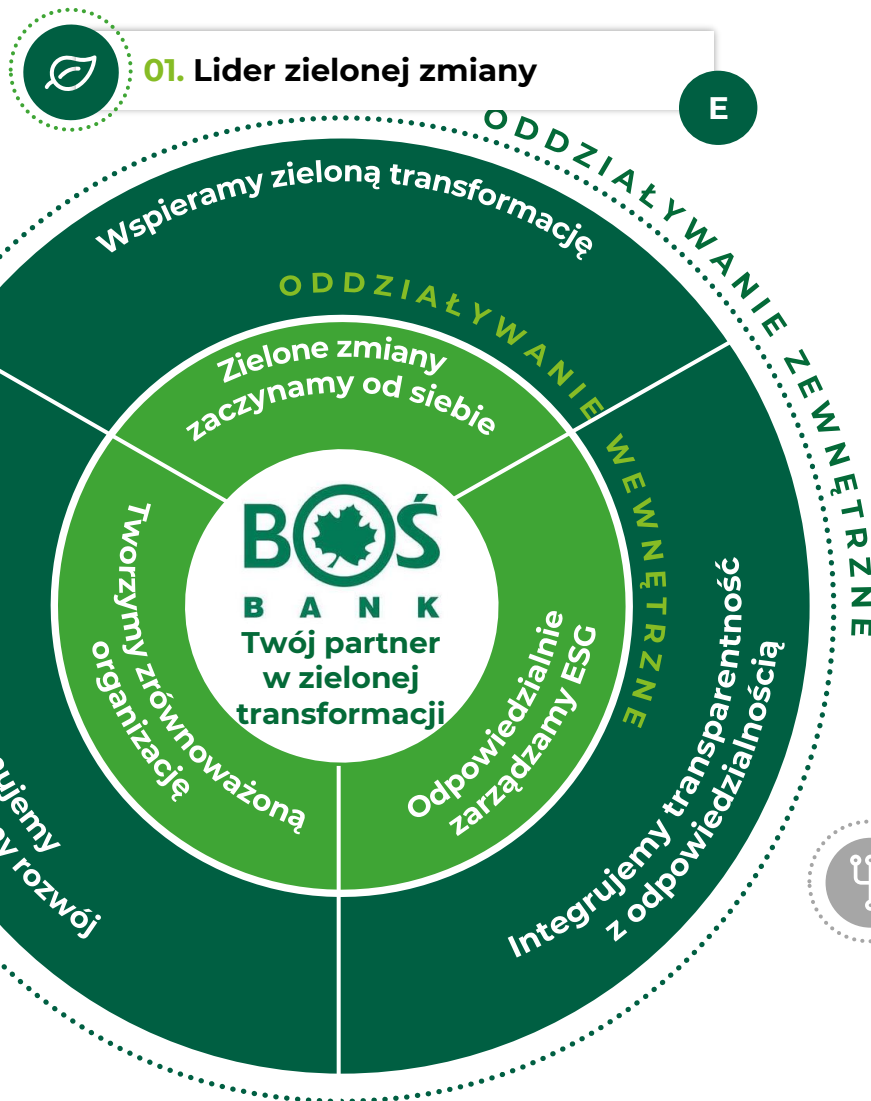 01. Lider zielonej zmiany
E
ODDZIAŁYWANIE ZEWNĘTRZNE
Wspieramy zieloną transformację
ODDZIAŁYWANIE WEWNĘTRZNE
Zielone zmiany
zaczynamy od siebie
BOŚ
BANK
Twój partner
w zielonej
transformacji
Tworzymy zrównoważoną
organizację
Odpowiedzialnie
zarządzamy ESG
Integrujemy transparentność
z odpowiedzialnością
rozwój